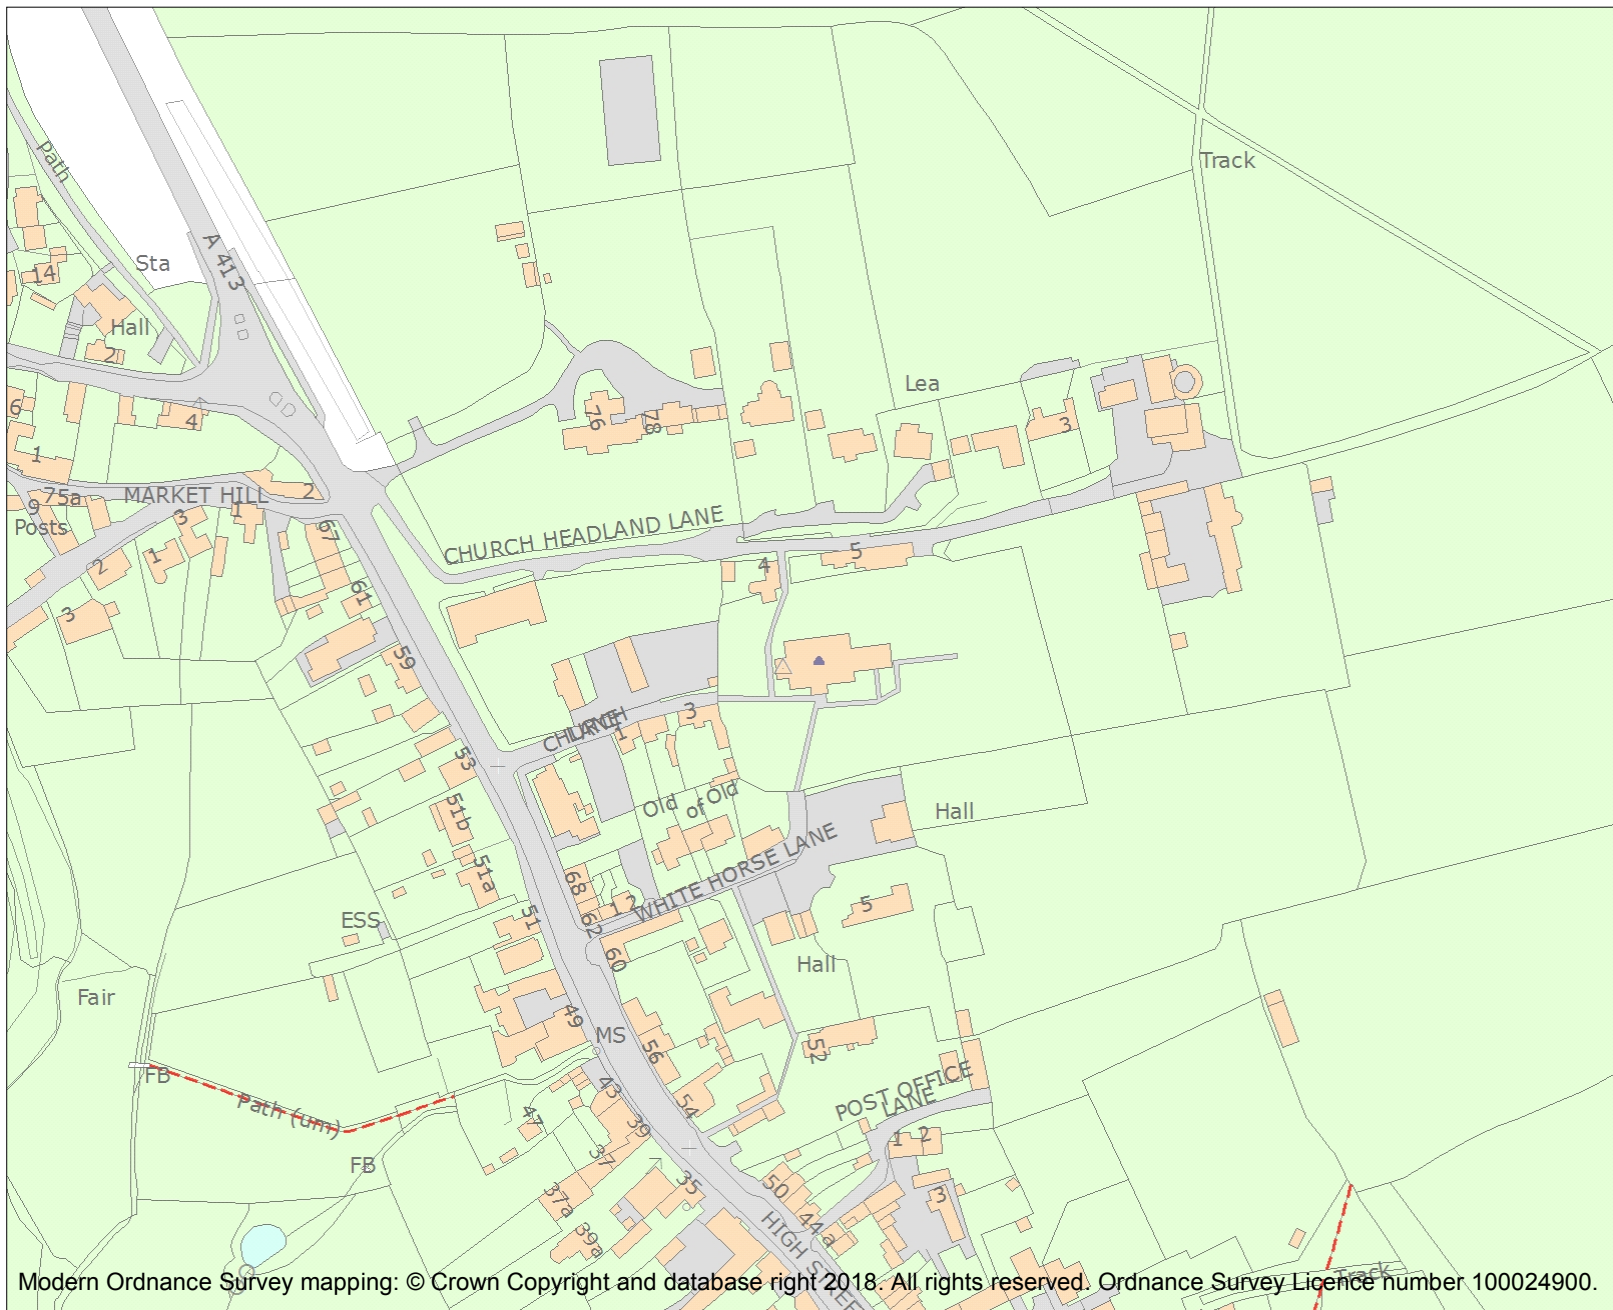 Path
Track
A 413
Sta
14
Hall
2
Lea
6
4
76
78
3
1
MARKET HILL
2
75a
9
1
3
67
Posts
CHURCH HEADLAND LANE
1
5
2
4
61
3
59
3
CHURCH
LANE
1
53
Old
of Old
51b
Hall
WHITE HORSE LANE
51a
68
1 2
5
51
62
ESS
60
Hall
Fair
49
MS
56
52
FB
43
POST OFFICE
LANE
Path (um)
54
47
39
1 2
37
FB
35
50
3
37a
44a
39a
HIGH STREET
Track
Modern Ordnance Survey mapping: © Crown Copyright and database right 2018. All rights reserved. Ordnance Survey Licence number 100024900.